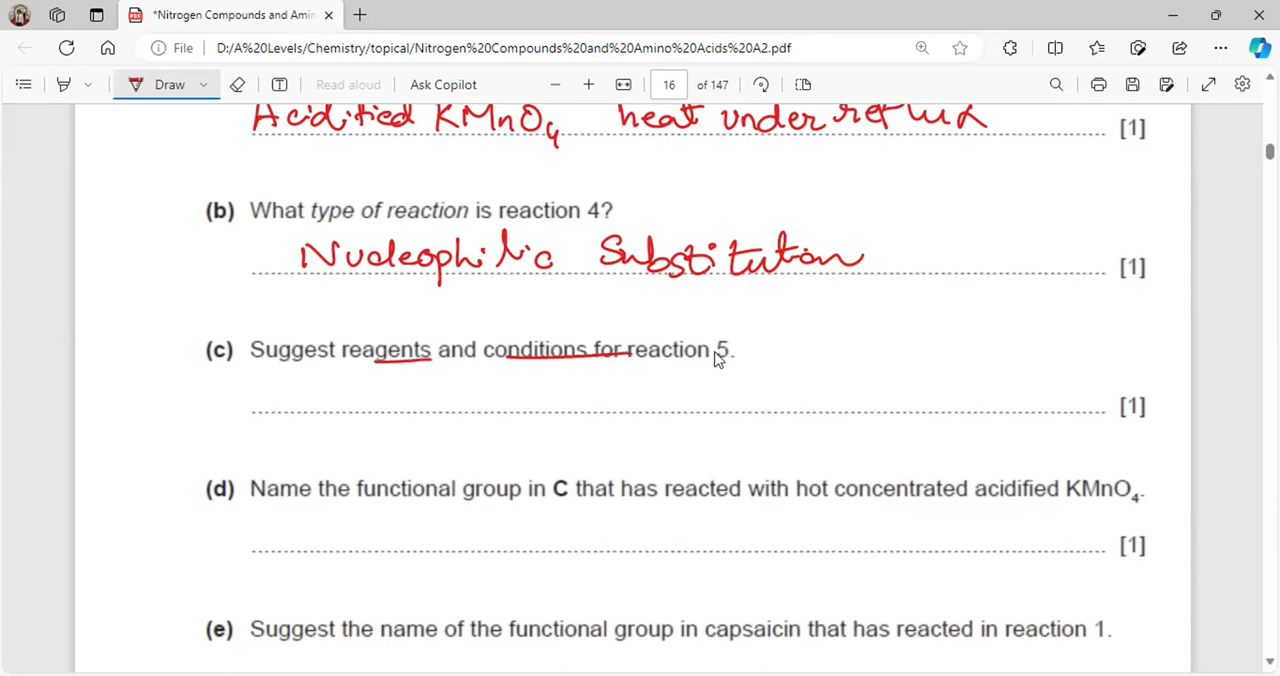 *Nitrogen Compounds and Amin
File
D:/A%20Levels/Chemistry/topical/Nitrogen%20Compounds%20and%20Amino%20Acids%20A2.pdf
Draw
Read aloud
Ask Copilot
16
of 147
Acidified KMnO4 heat under reflux
[1]
(b) What type of reaction is reaction 4?
Nucleophilic Substitution
[1]
(c) Suggest reagents and conditions for reaction 5.
[1]
(d) Name the functional group in C that has reacted with hot concentrated acidified KMnO4.
[1]
(e) Suggest the name of the functional group in capsaicin that has reacted in reaction 1.